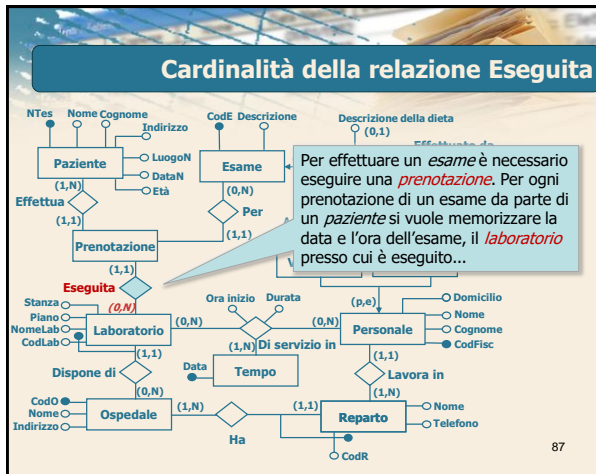 Cardinalità della relazione Eseguita
NTes Nome Cognome
Indirizzo
CodE Descrizione
Descrizione della dieta
(0,1)
Paziente
LuogoN
DataN
Età
Esame
Effettuato da
(1,N)
Effettua
(1,1)
(0,N)
Per
(1,1)
Prenotazione
Per effettuare un esame è necessario
eseguire una prenotazione. Per ogni
prenotazione di un esame da parte di
un paziente si vuole memorizzare la
data e l'ora dell'esame, il laboratorio
presso cui è eseguito...
(1,1)
Eseguita
(0,N)
Stanza
Piano
NomeLab
CodLab
Laboratorio
(0,N)
Ora inizio
Durata
(0,N)
(p,e)
Personale
Domicilio
Nome
Cognome
CodFisc
Di servizio in
(1,N)
Data
Tempo
(1,1)
Dispone di
(0,N)
(1,1)
Lavora in
(1,N)
CodO
Nome
Indirizzo
Ospedale
(1,N)
Ha
(1,1)
Reparto
Nome
Telefono
CodR
87